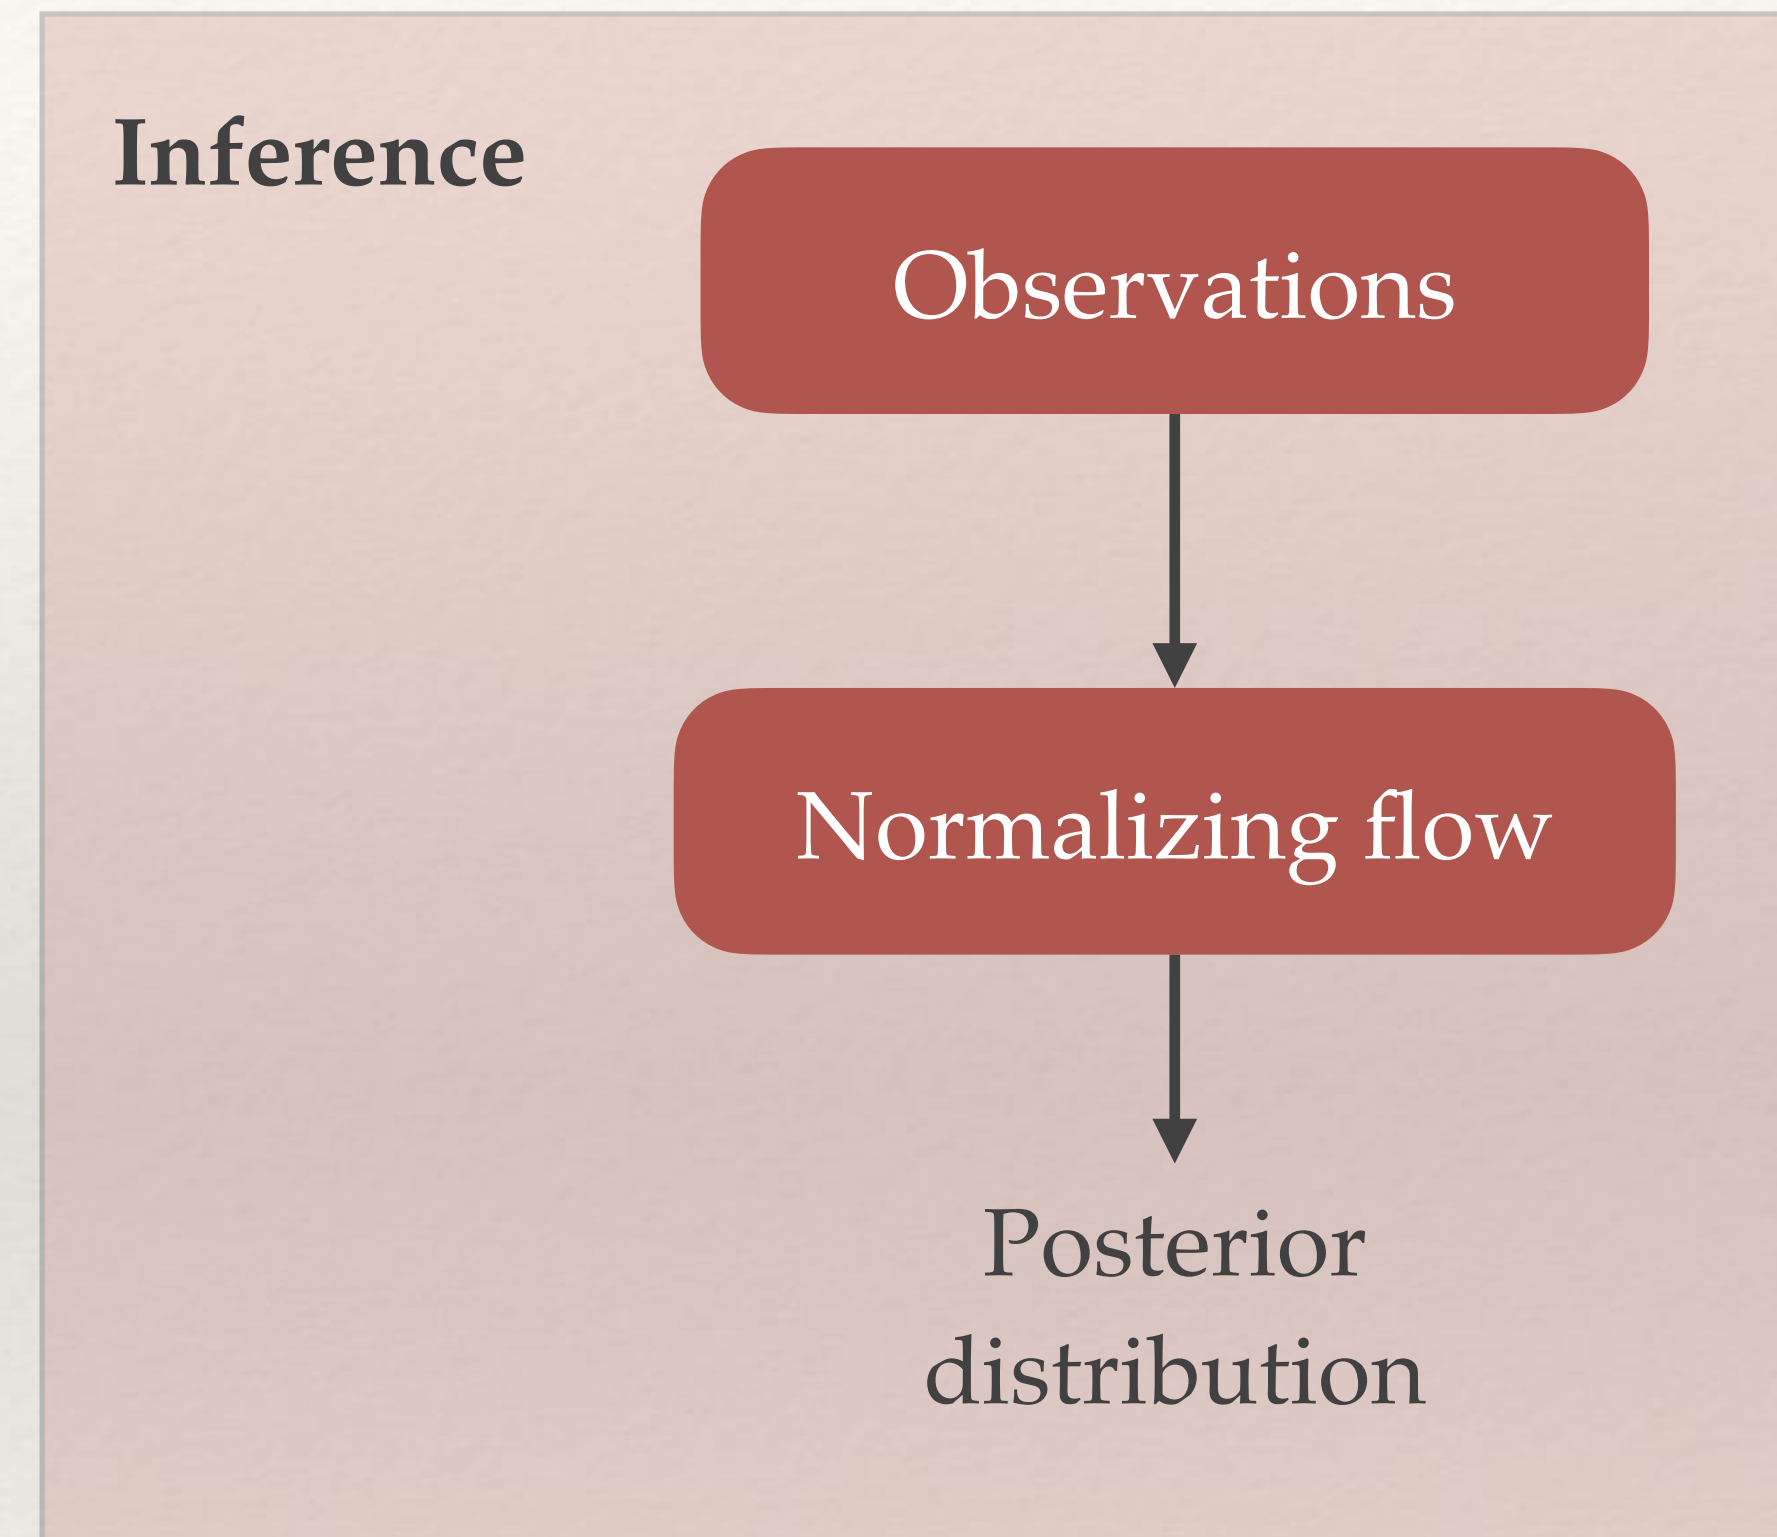 Inference
Observations
Normalizing flow
Posterior
distribution